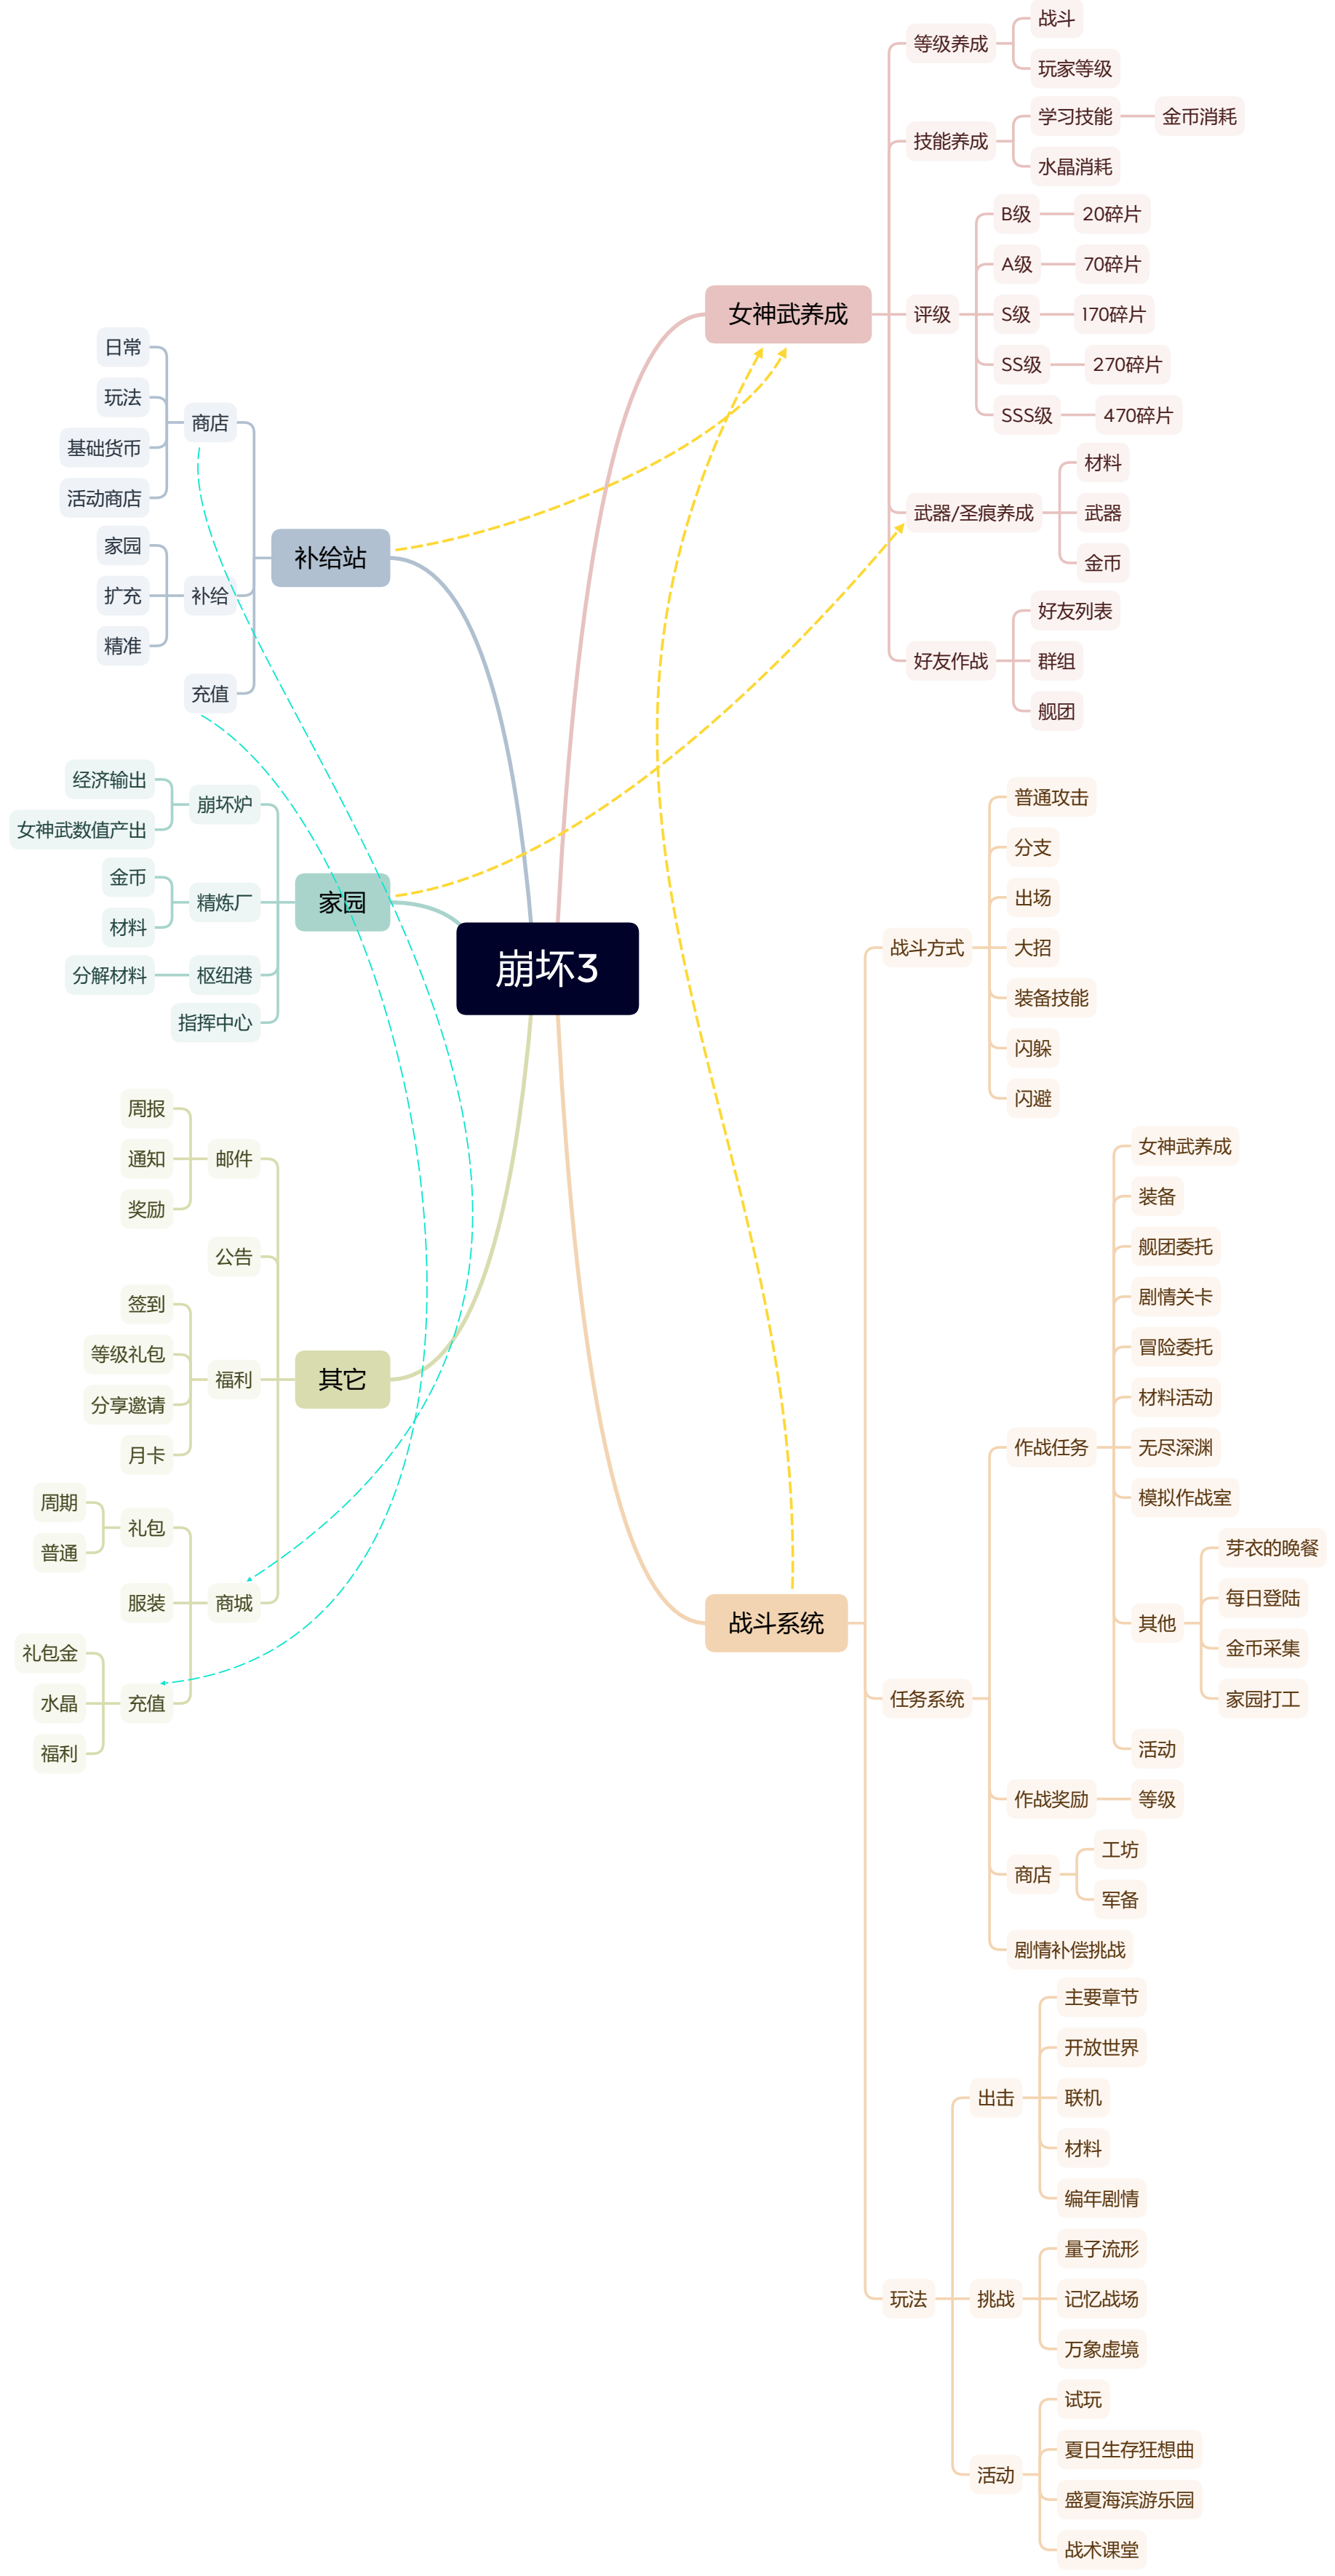 崩坏3
女神武养成
等级养成
战斗
玩家等级
技能养成
学习技能
金币消耗
水晶消耗
评级
B级
20碎片
A级
70碎片
S级
170碎片
SS级
270碎片
SSS级
470碎片
武器/圣痕养成
材料
武器
金币
好友作战
好友列表
群组
舰团
战斗系统
战斗方式
普通攻击
分支
出场
大招
装备技能
闪躲
闪避
任务系统
作战任务
女神武养成
装备
舰团委托
剧情关卡
冒险委托
材料活动
无尽深渊
模拟作战室
其他
芽衣的晚餐
每日登陆
金币采集
家园打工
活动
作战奖励
等级
商店
工坊
军备
剧情补偿挑战
玩法
出击
主要章节
开放世界
联机
材料
编年剧情
挑战
量子流形
记忆战场
万象虚境
活动
试玩
夏日生存狂想曲
盛夏海滨游乐园
战术课堂
补给站
商店
日常
玩法
基础货币
活动商店
补给
家园
扩充
精准
充值
家园
崩坏炉
经济输出
女神武数值产出
精炼厂
金币
材料
枢纽港
分解材料
指挥中心
其它
邮件
周报
通知
奖励
公告
福利
签到
等级礼包
分享邀请
月卡
商城
礼包
周期
普通
服装
充值
礼包金
水晶
福利